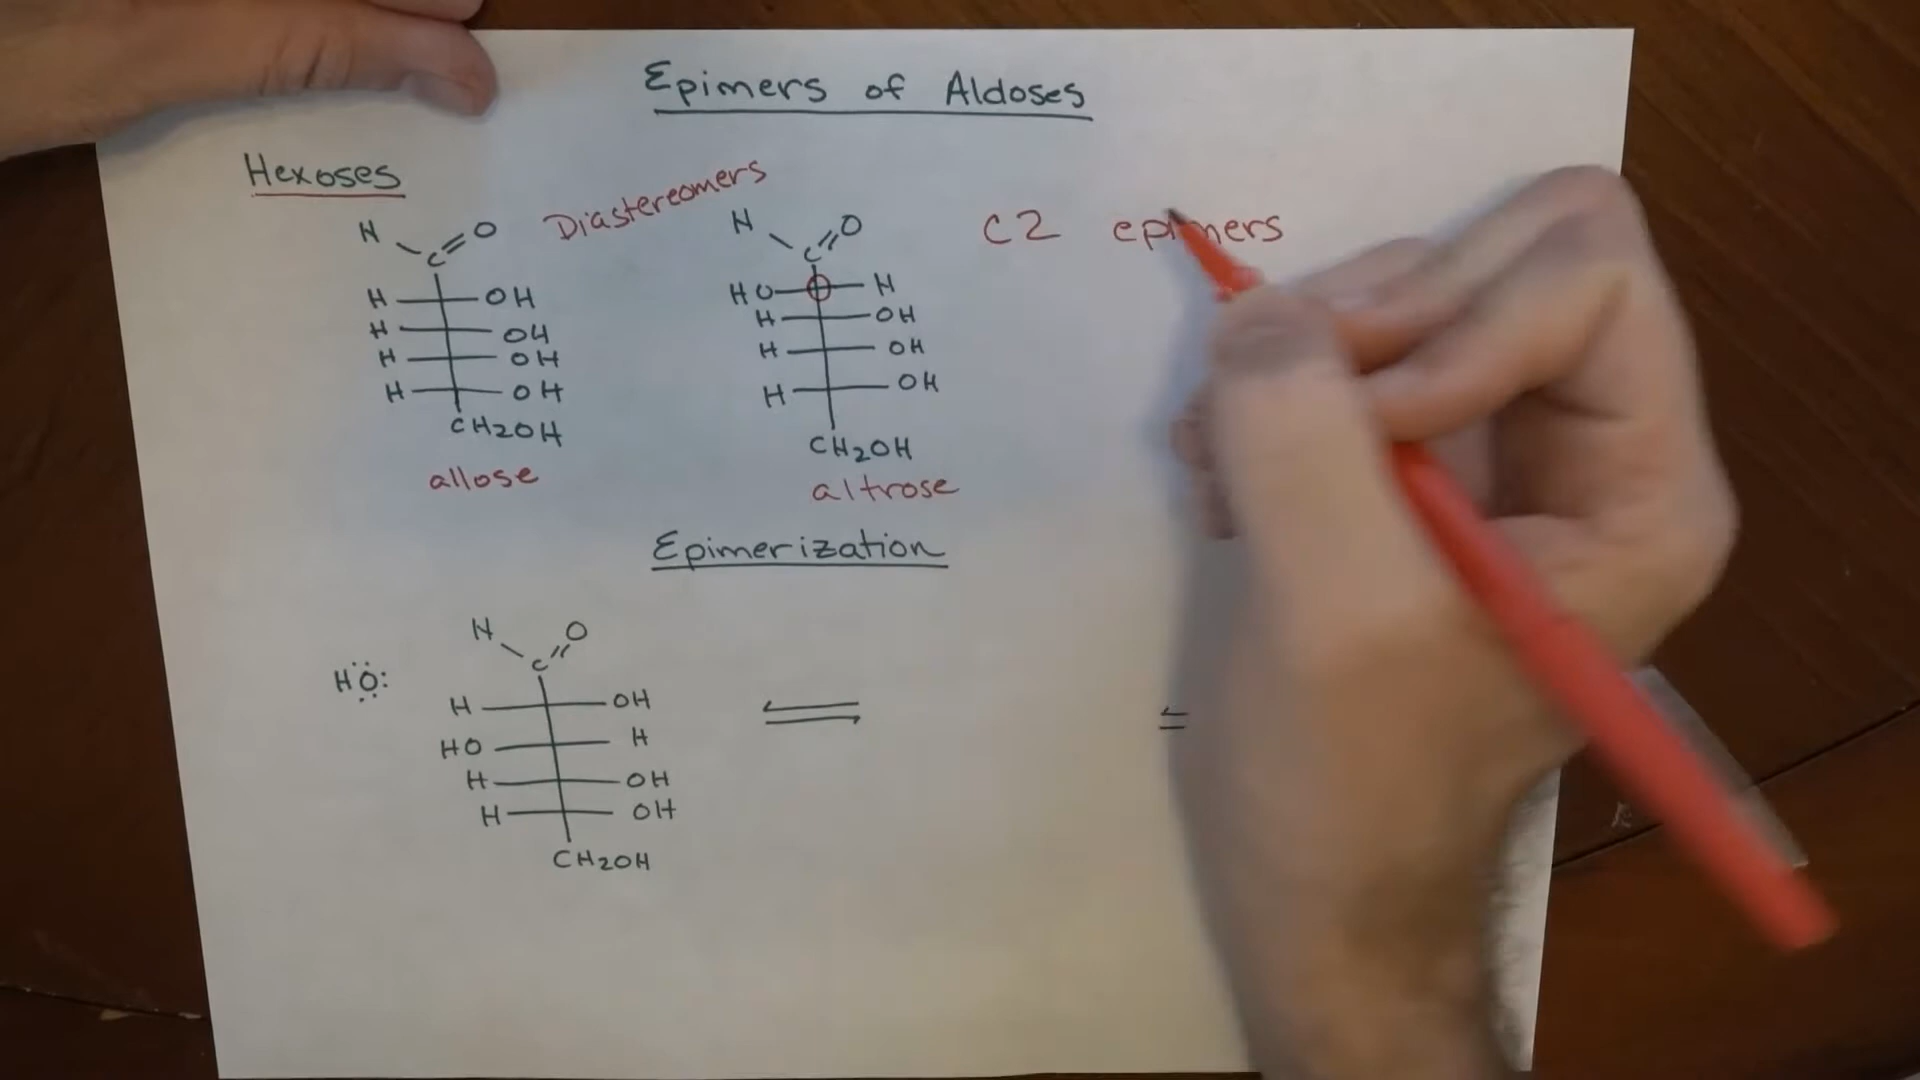 Epimers of Aldoses
Hexoses
Diastereomers
H O
C
H OH
H OH
H OH
H OH
CH2OH
allose
H O
C
HO H
H OH
H OH
H OH
CH2OH
altrose
C2 epimers
Epimerization
HO:
H O
C
H OH
HO H
H OH
H OH
CH2OH